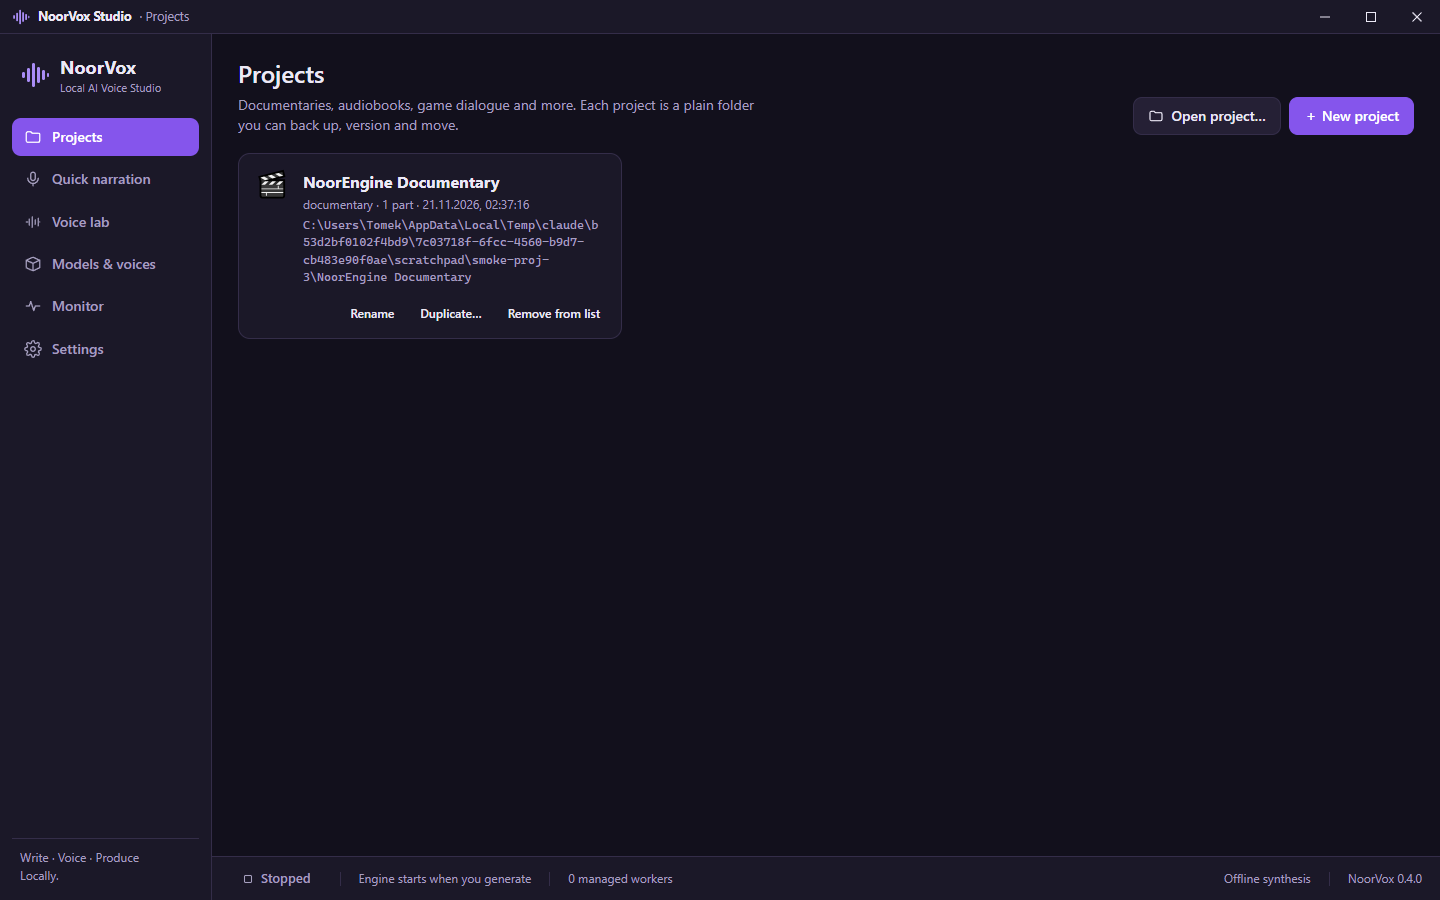 NoorVox Studio · Projects
NoorVox
Local AI Voice Studio
Projects
Quick narration
Voice lab
Models & voices
Monitor
Settings
Write · Voice · Produce
Locally.
Projects
Documentaries, audiobooks, game dialogue and more. Each project is a plain folder
you can back up, version and move.
Open project...
+ New project
NoorEngine Documentary
documentary · 1 part · 21.11.2026, 02:37:16
C:\Users\Tomek\AppData\Local\Temp\claude\b
53d2bf0102f4bd9\7c03718f-6fcc-4560-b9d7-
cb483e90f0ae\scratchpad\smoke-proj-
3\NoorEngine Documentary
Rename
Duplicate...
Remove from list
Stopped
Engine starts when you generate
0 managed workers
Offline synthesis
NoorVox 0.4.0